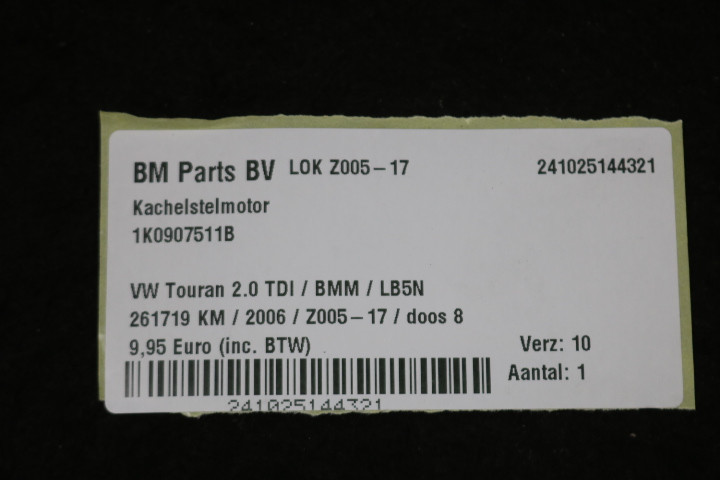 BM Parts BV LOK Z005-17 241025144321
Kachelstelmotor
1K0907511B
VW Touran 2.0 TDI / BMM / LB5N
261719 KM / 2006 / Z005-17 / doos 8
9,95 Euro (inc. BTW) Verz: 10
Aantal: 1
241025144321